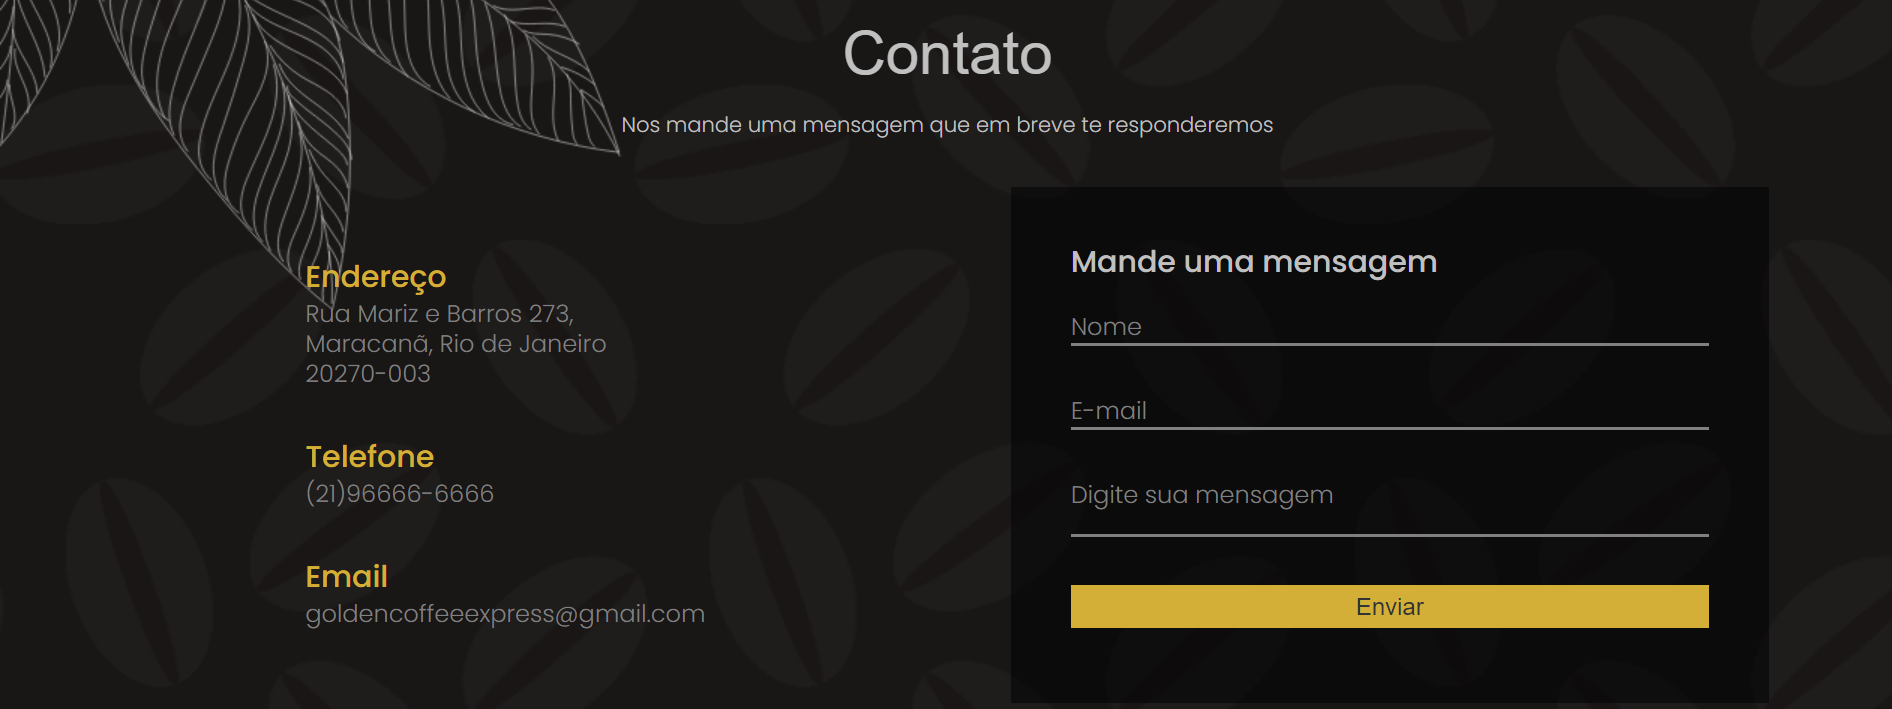 Contato
Nos mande uma mensagem que em breve te responderemos
Endereço
Rua Mariz e Barros 273,
Maracanã, Rio de Janeiro
20270-003
Telefone
(21)96666-6666
Email
goldencoffeeexpress@gmail.com
Mande uma mensagem
Nome
E-mail
Digite sua mensagem
Enviar